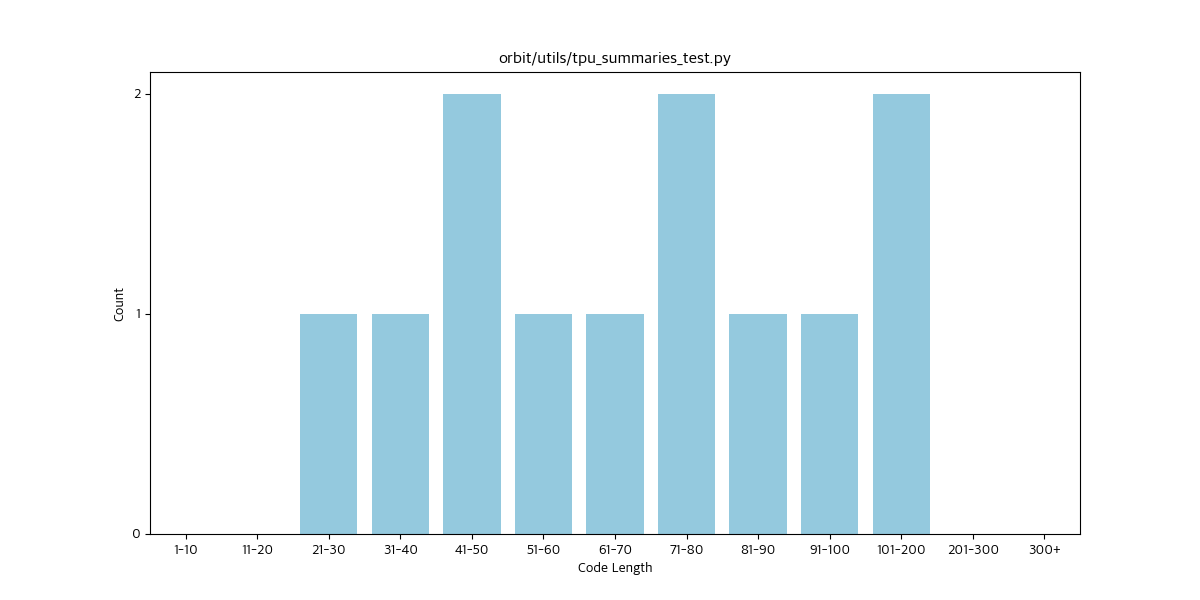 orbit/utils/tpu_summaries_test.py
Count
2
1
0
1-10 11-20 21-30 31-40 41-50 51-60 61-70 71-80 81-90 91-100 101-200 201-300 300+
Code Length